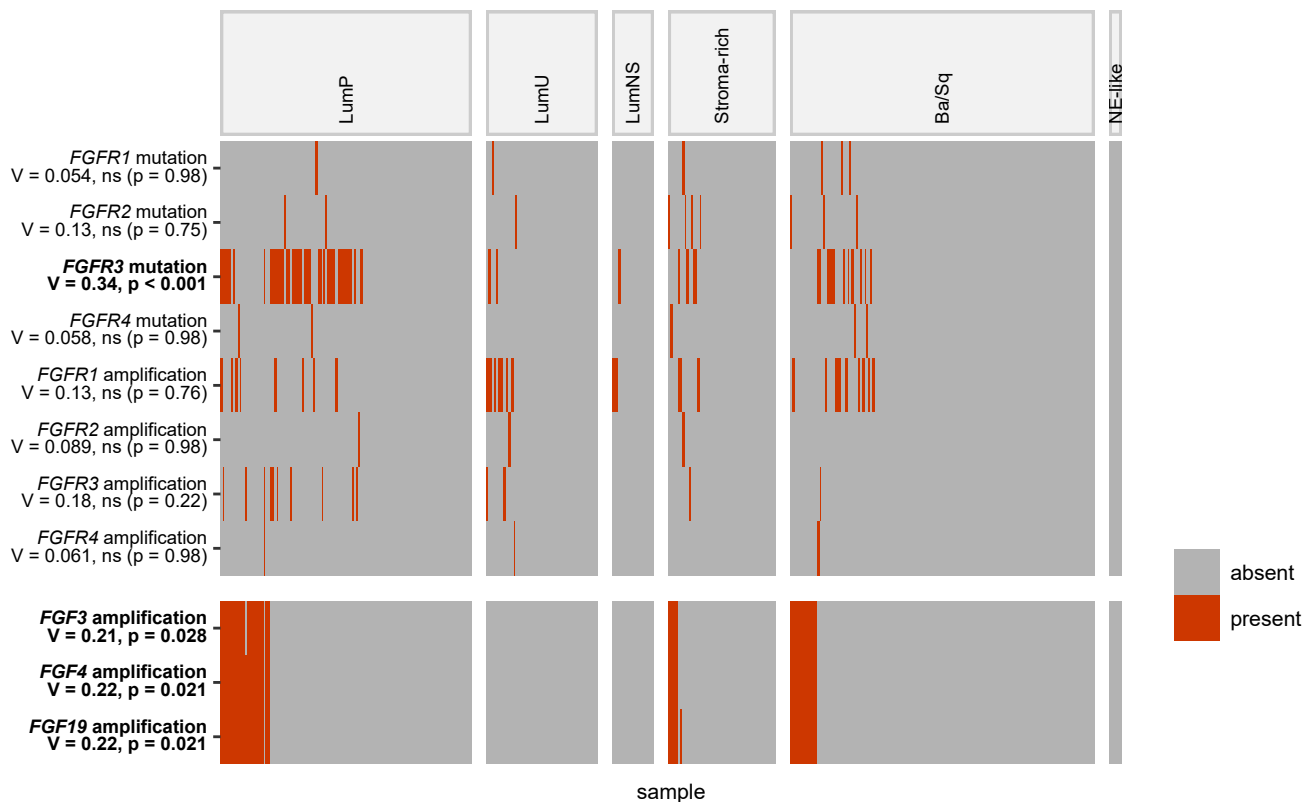 LumP
LumU
LumNS
Stroma-rich
Ba/Sq
NE-like
FGFR1 mutation
V = 0.054, ns (p = 0.98)
FGFR2 mutation
V = 0.13, ns (p = 0.75)
FGFR3 mutation
V = 0.34, p < 0.001
FGFR4 mutation
V = 0.058, ns (p = 0.98)
FGFR1 amplification
V = 0.13, ns (p = 0.76)
FGFR2 amplification
V = 0.089, ns (p = 0.98)
FGFR3 amplification
V = 0.18, ns (p = 0.22)
FGFR4 amplification
V = 0.061, ns (p = 0.98)
FGF3 amplification
V = 0.21, p = 0.028
FGF4 amplification
V = 0.22, p = 0.021
FGF19 amplification
V = 0.22, p = 0.021
sample
absent
present